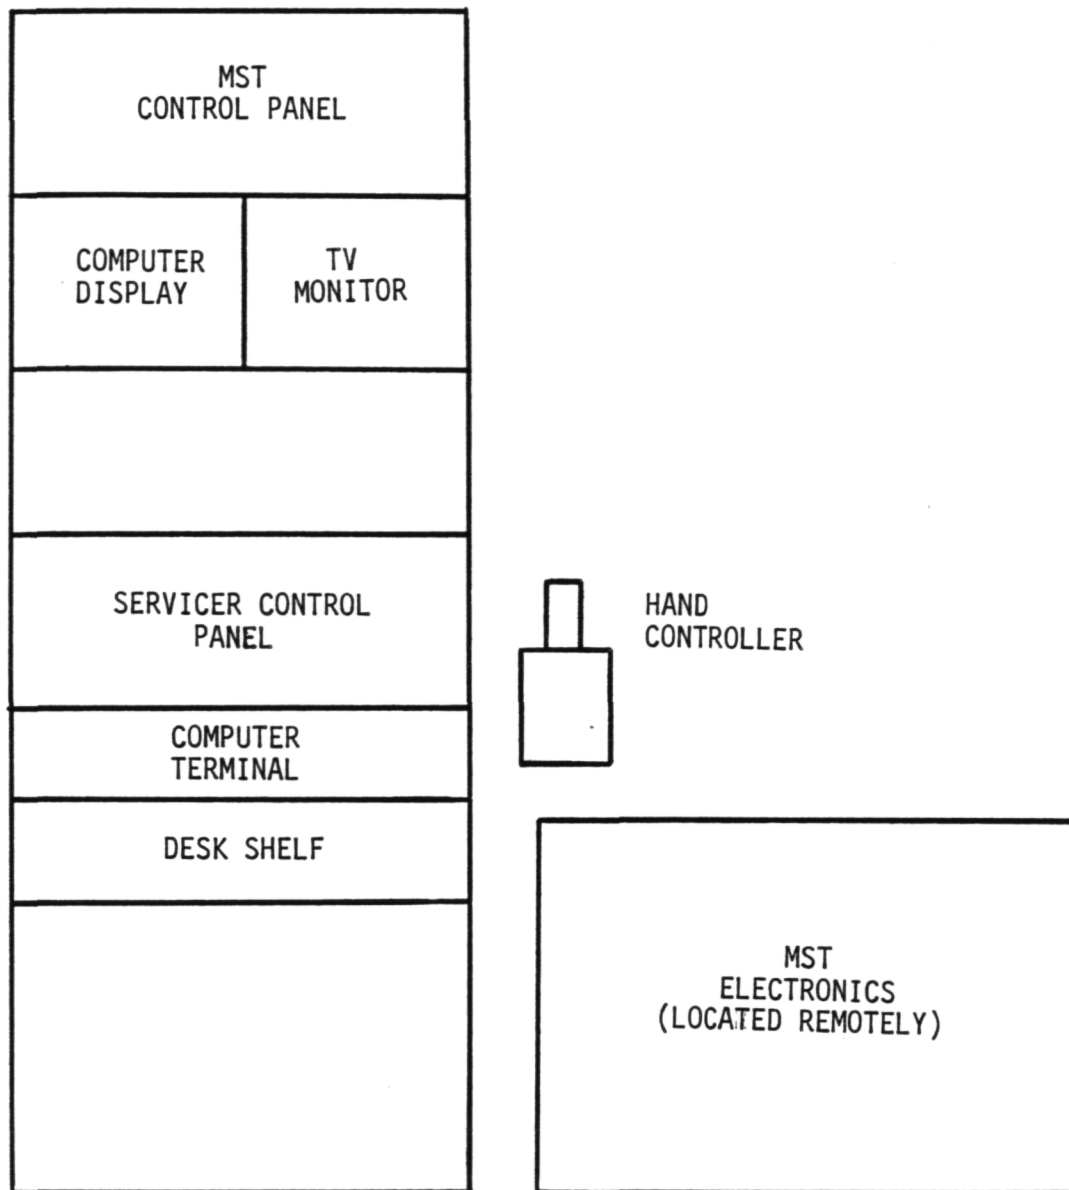 MST
CONTROL PANEL
COMPUTER
DISPLAY
TV
MONITOR
SERVICER CONTROL
PANEL
HAND
CONTROLLER
COMPUTER
TERMINAL
DESK SHELF
MST
ELECTRONICS
(LOCATED REMOTELY)